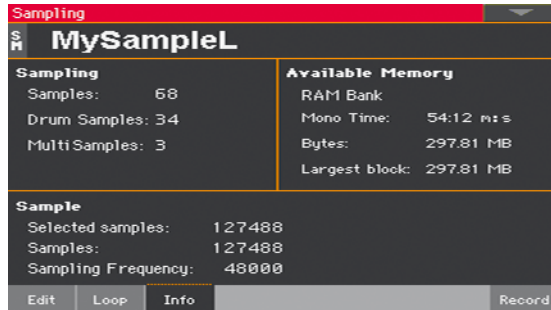 Sampling
SM MySampleL
Sampling
Samples: 68
Drum Samples: 34
MultiSamples: 3
Available Memory
RAM Bank
Mono Time: 54:12 m:s
Bytes: 297.81 MB
Largest block: 297.81 MB
Sample
Selected samples: 127488
Samples: 127488
Sampling Frequency: 48000
Edit Loop Info Record